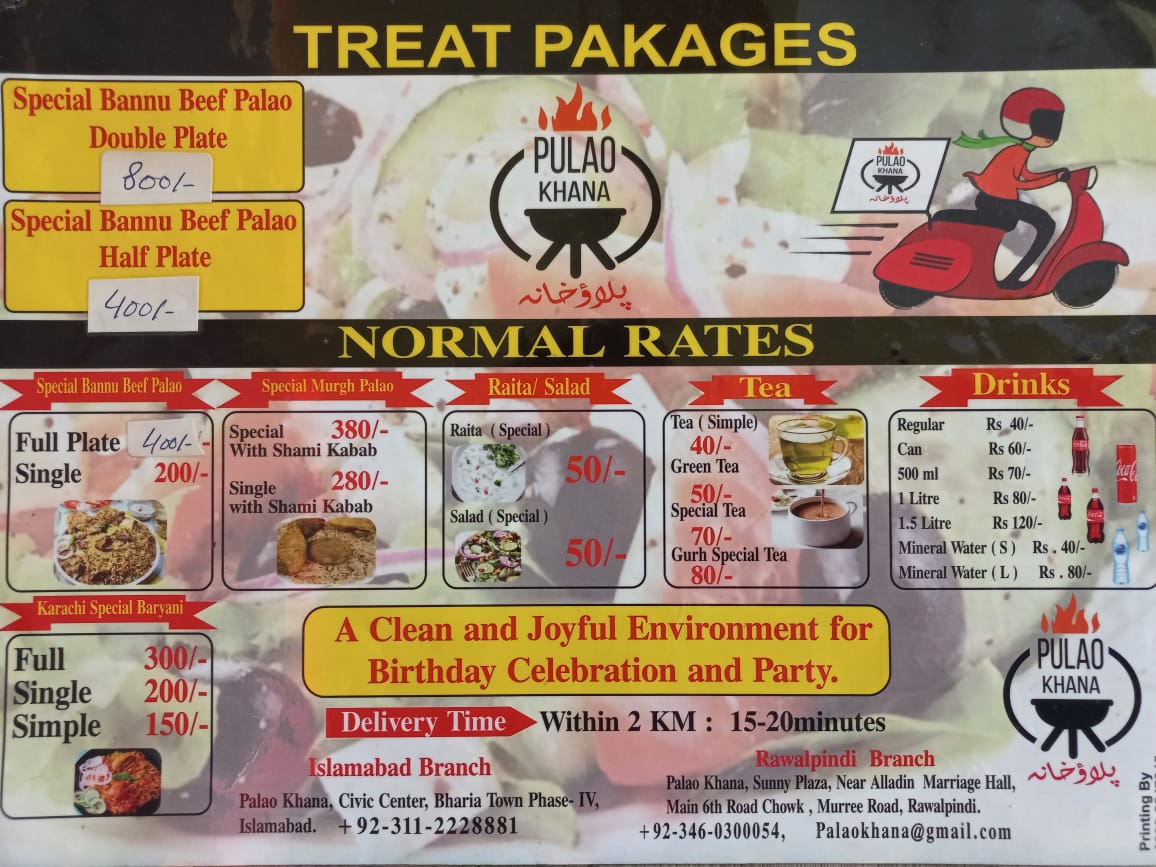 TREAT PAKAGES
Special Bannu Beef Palao
Double Plate
800/-
Special Bannu Beef Palao
Half Plate
400/-
PULAO
KHANA
پلاؤخانہ
PULAO
KHANA
پلاؤخانہ
NORMAL RATES
Special Bannu Beef Palao
Full Plate 400/-
Single 200/-
Special Murgh Palao
Special 380/-
With Shami Kabab
Single 280/-
with Shami Kabab
Raita/ Salad
Raita ( Special )
50/-
Salad ( Special )
50/-
Tea
Tea ( Simple)
40/-
Green Tea
50/-
Special Tea
70/-
Gurh Special Tea
80/-
Drinks
Regular Rs 40/-
Can Rs 60/-
500 ml Rs 70/-
1 Litre Rs 80/-
1.5 Litre Rs 120/-
Mineral Water ( S ) Rs . 40/-
Mineral Water ( L ) Rs . 80/-
Karachi Special Baryani
Full 300/-
Single 200/-
Simple 150/-
A Clean and Joyful Environment for
Birthday Celebration and Party.
Delivery Time Within 2 KM : 15-20minutes
Islamabad Branch
Palao Khana, Civic Center, Bharia Town Phase- IV,
Islamabad. +92-311-2228881
Rawalpindi Branch
Palao Khana, Sunny Plaza, Near Alladin Marriage Hall,
Main 6th Road Chowk , Murree Road, Rawalpindi.
+92-346-0300054, Palaokhana@gmail.com
PULAO
KHANA
پلاؤخانہ
Printing By